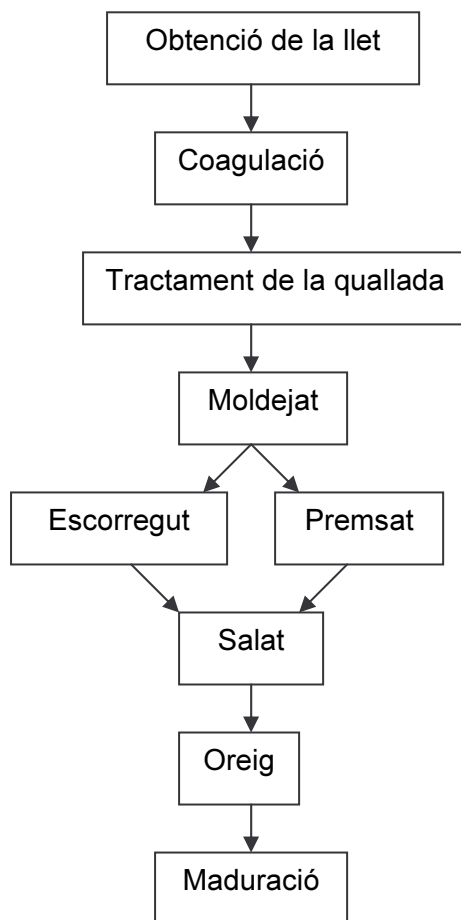 Obtenció de la llet
Coagulació
Tractament de la quallada
Moldejat
Escorregut
Premsat
Salat
Oreig
Maduració